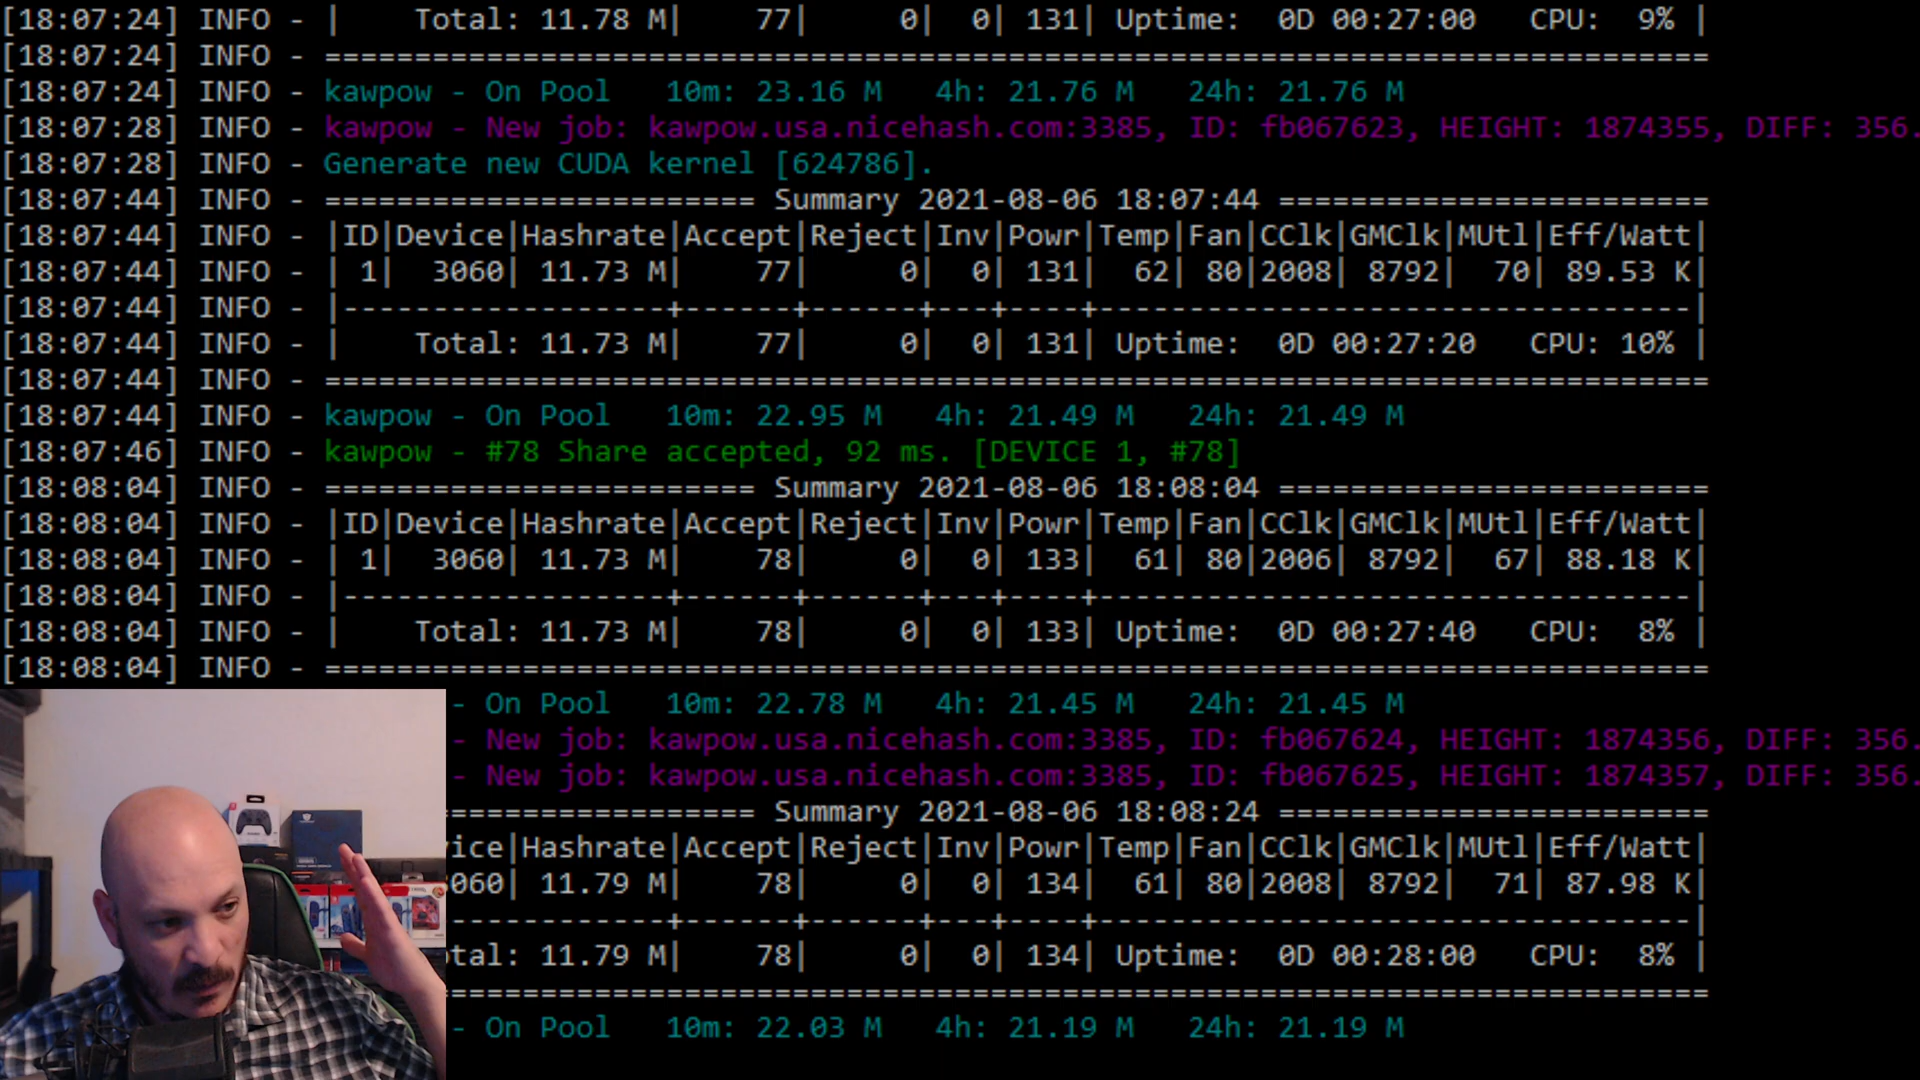 [18:07:24] INFO - |    Total: 11.78 M|    77|     0|  0| 131| Uptime:  0D 00:27:00   CPU:  9% |
[18:07:24] INFO - =============================================================================
[18:07:24] INFO - kawpow - On Pool   10m: 23.16 M   4h: 21.76 M   24h: 21.76 M
[18:07:28] INFO - kawpow - New job: kawpow.usa.nicehash.com:3385, ID: fb067623, HEIGHT: 1874355, DIFF: 356.
[18:07:28] INFO - Generate new CUDA kernel [624786].
[18:07:44] INFO - ======================== Summary 2021-08-06 18:07:44 ========================
[18:07:44] INFO - |ID|Device|Hashrate|Accept|Reject|Inv|Powr|Temp|Fan|CClk|GMClk|MUtl|Eff/Watt|
[18:07:44] INFO - | 1|  3060| 11.73 M|    77|     0|  0| 131|  62| 80|2008| 8792|  70| 89.53 K|
[18:07:44] INFO - |------------------+------+------+---+----+---------------------------------|
[18:07:44] INFO - |    Total: 11.73 M|    77|     0|  0| 131| Uptime:  0D 00:27:20   CPU: 10% |
[18:07:44] INFO - =============================================================================
[18:07:44] INFO - kawpow - On Pool   10m: 22.95 M   4h: 21.49 M   24h: 21.49 M
[18:07:46] INFO - kawpow - #78 Share accepted, 92 ms. [DEVICE 1, #78]
[18:08:04] INFO - ======================== Summary 2021-08-06 18:08:04 ========================
[18:08:04] INFO - |ID|Device|Hashrate|Accept|Reject|Inv|Powr|Temp|Fan|CClk|GMClk|MUtl|Eff/Watt|
[18:08:04] INFO - | 1|  3060| 11.73 M|    78|     0|  0| 133|  61| 80|2006| 8792|  67| 88.18 K|
[18:08:04] INFO - |------------------+------+------+---+----+---------------------------------|
[18:08:04] INFO - |    Total: 11.73 M|    78|     0|  0| 133| Uptime:  0D 00:27:40   CPU:  8% |
[18:08:04] INFO - =============================================================================
- On Pool   10m: 22.78 M   4h: 21.45 M   24h: 21.45 M
- New job: kawpow.usa.nicehash.com:3385, ID: fb067624, HEIGHT: 1874356, DIFF: 356.
- New job: kawpow.usa.nicehash.com:3385, ID: fb067625, HEIGHT: 1874357, DIFF: 356.
================= Summary 2021-08-06 18:08:24 ========================
ice|Hashrate|Accept|Reject|Inv|Powr|Temp|Fan|CClk|GMClk|MUtl|Eff/Watt|
060| 11.79 M|    78|     0|  0| 134|  61| 80|2008| 8792|  71| 87.98 K|
------------+------+------+---+----+---------------------------------|
tal: 11.79 M|    78|     0|  0| 134| Uptime:  0D 00:28:00   CPU:  8% |
======================================================================
- On Pool   10m: 22.03 M   4h: 21.19 M   24h: 21.19 M